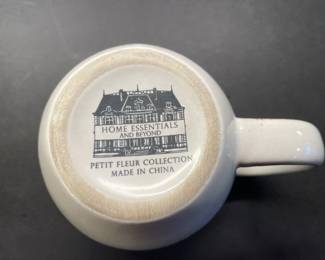 HOME ESSENTIALS
AND BEYOND
PETIT FLEUR COLLECTION
MADE IN CHINA